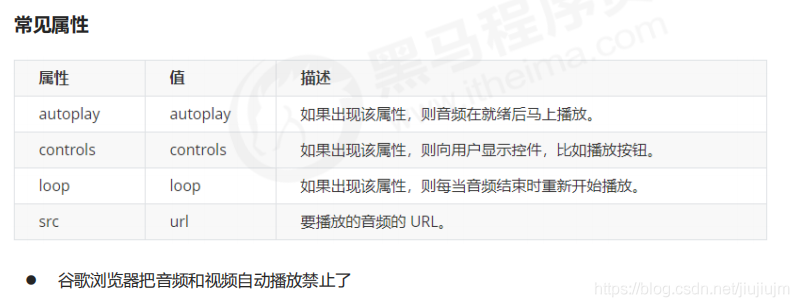 常见属性
属性 值 描述
autoplay autoplay 如果出现该属性，则音频在就绪后马上播放。
controls controls 如果出现该属性，则向用户显示控件，比如播放按钮。
loop loop 如果出现该属性，则每当音频结束时重新开始播放。
src url 要播放的音频的 URL。
● 谷歌浏览器把音频和视频自动播放禁止了
黑马程序员
www.itheima.com
https://blog.csdn.net/jiujiujm